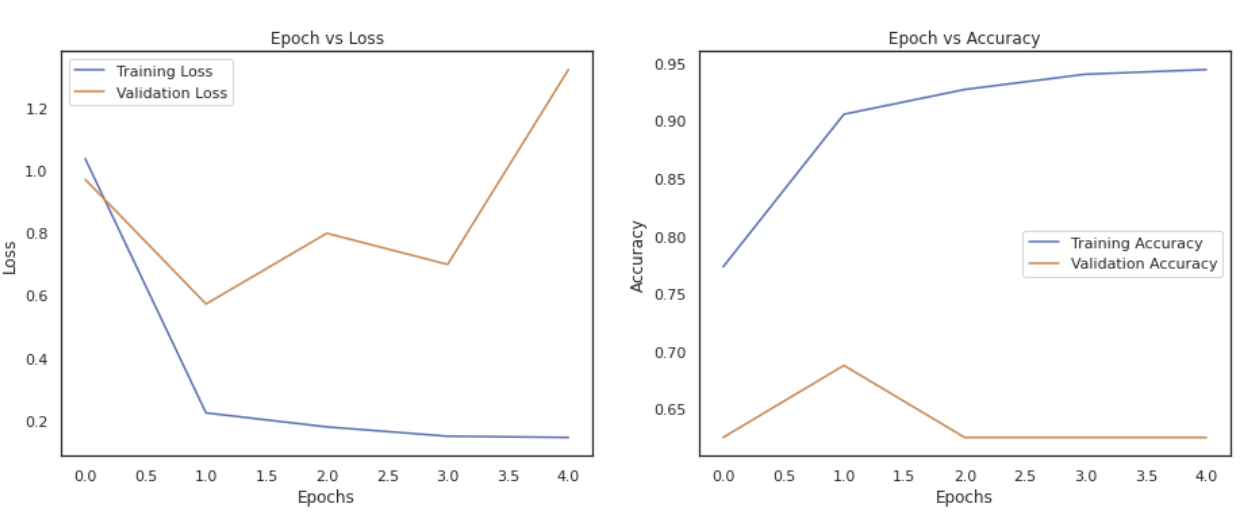 Epoch vs Loss
Training Loss
Validation Loss
1.2
1.0
0.8
0.6
0.4
0.2
Loss
0.0 0.5 1.0 1.5 2.0 2.5 3.0 3.5 4.0
Epochs
Epoch vs Accuracy
0.95
0.90
0.85
0.80
0.75
0.70
0.65
Accuracy
Training Accuracy
Validation Accuracy
0.0 0.5 1.0 1.5 2.0 2.5 3.0 3.5 4.0
Epochs